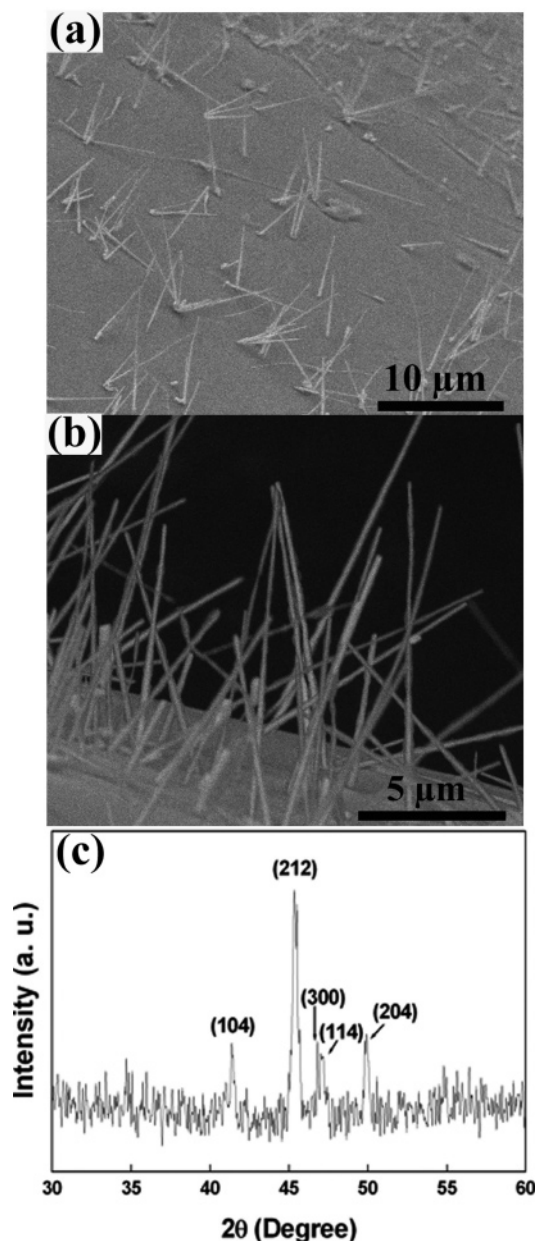 (a)
10 µm
(b)
5 µm
(c)
(212)
(300)
(104)
(114)
(204)
Intensity (a. u.)
30 35 40 45 50 55 60
2θ (Degree)